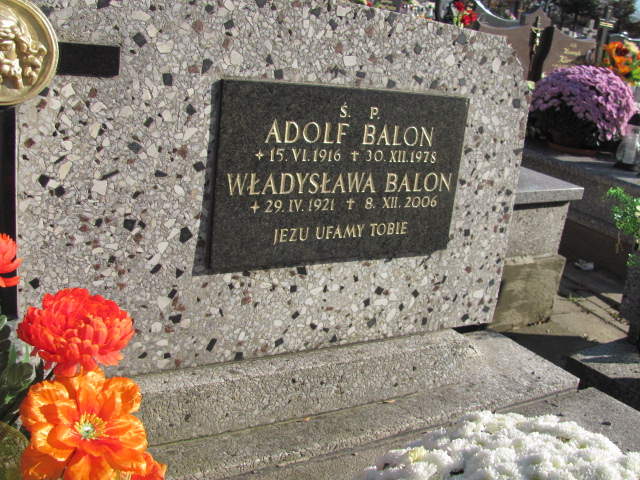 Ś. P.
ADOLF BALON
+ 15. VI. 1916 ✝ 30. XII. 1978
WŁADYSŁAWA BALON
+ 29. IV. 1921 ✝ 8. XII. 2006
JEZU UFAMY TOBIE